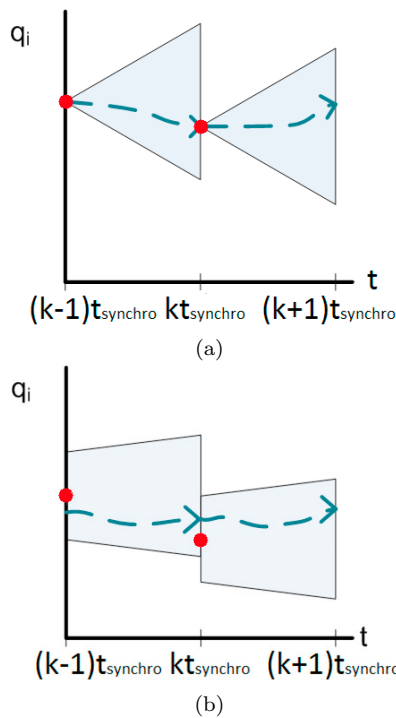 qi
t
(k-1)tsynchro ktsynchro (k+1)tsynchro
(a)
qi
t
(k-1)tsynchro ktsynchro (k+1)tsynchro
(b)